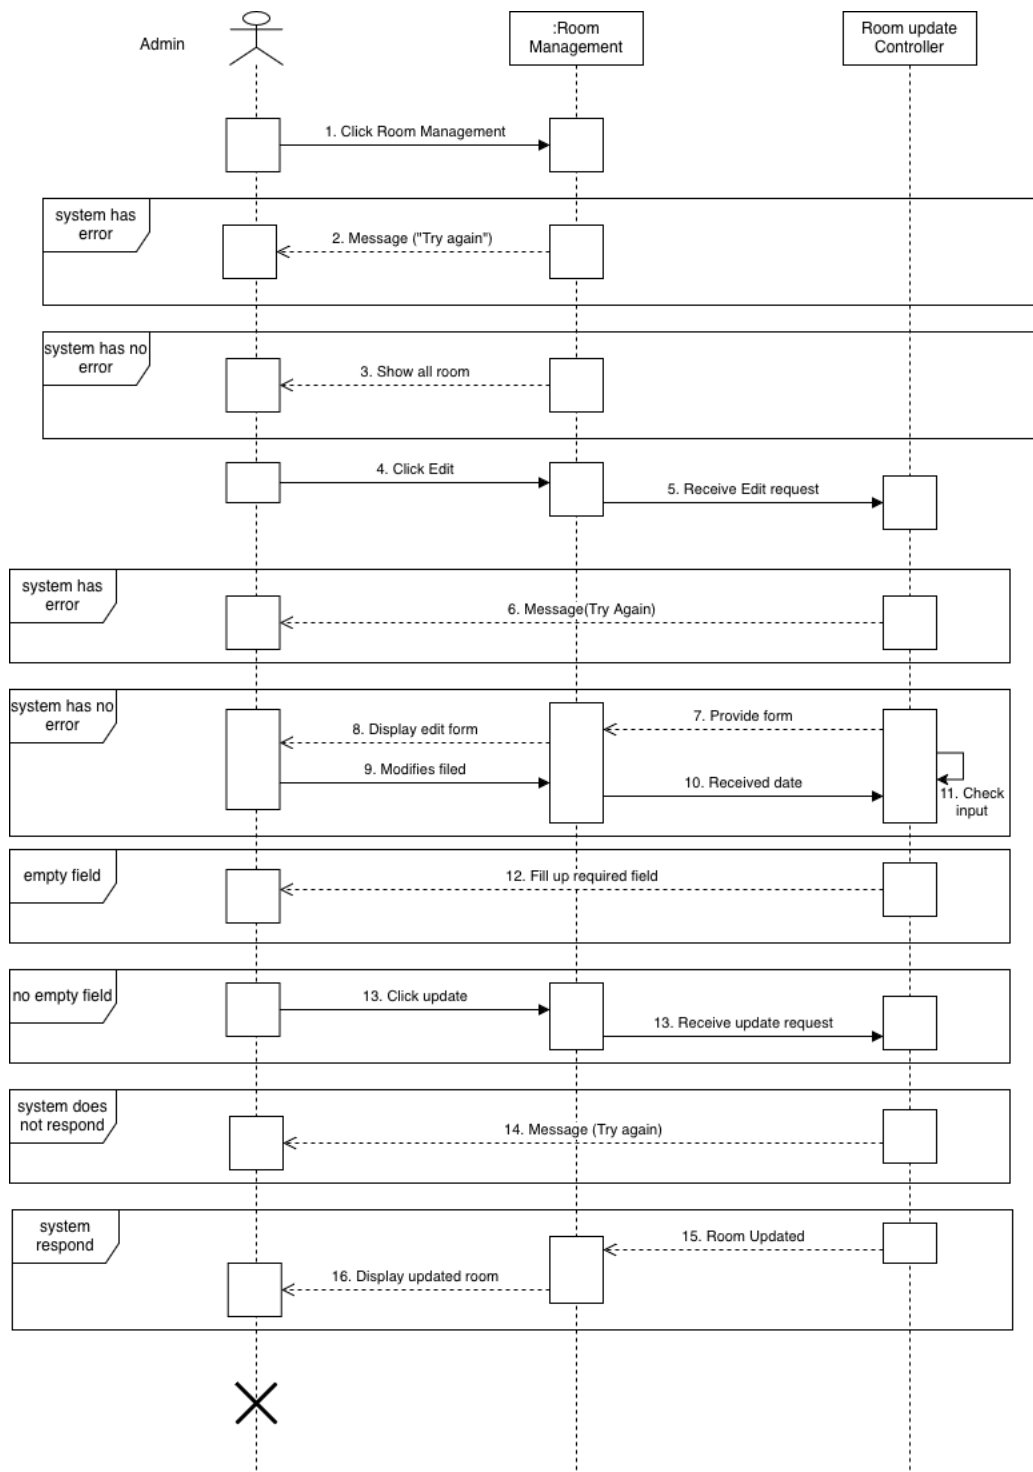 Admin
:Room
Management
Room update
Controller
1. Click Room Management
system has
error
2. Message ("Try again")
system has no
error
3. Show all room
4. Click Edit
5. Receive Edit request
system has
error
6. Message(Try Again)
system has no
error
7. Provide form
8. Display edit form
9. Modifies filed
10. Received date
11. Check
input
empty field
12. Fill up required field
no empty field
13. Click update
13. Receive update request
system does
not respond
14. Message (Try again)
system
respond
15. Room Updated
16. Display updated room